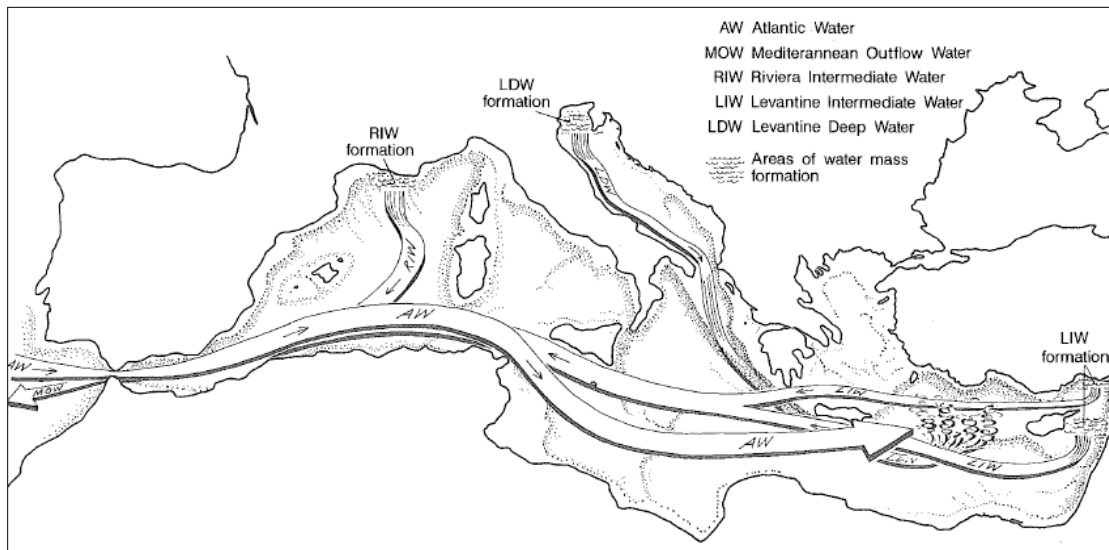 AW Atlantic Water
MOW Mediterannean Outflow Water
RIW Riviera Intermediate Water
LIW Levantine Intermediate Water
LDW Levantine Deep Water
Areas of water mass
formation
LDW
formation
RIW
formation
LDW
RIW
AW
LIW
formation
AW
MOW
LIW
AW
LIW